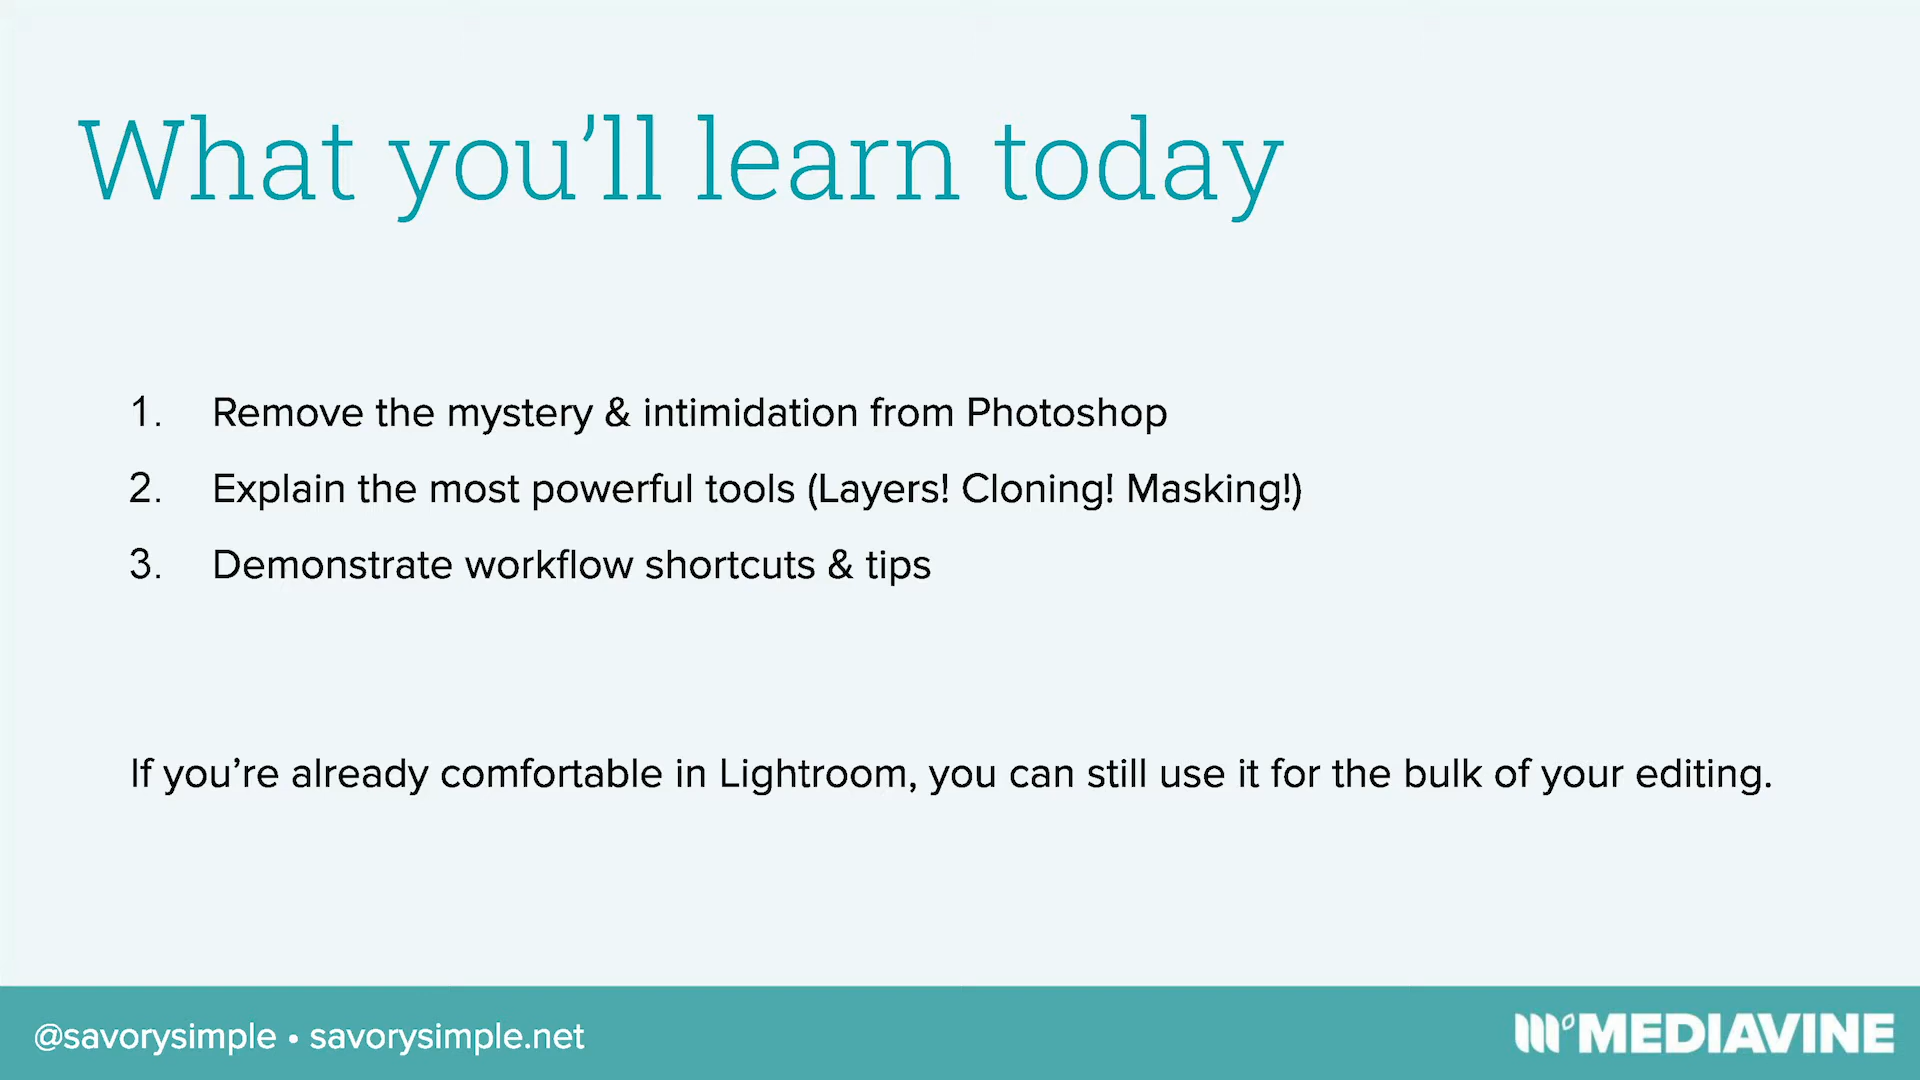 What you’ll learn today
1. Remove the mystery & intimidation from Photoshop
2. Explain the most powerful tools (Layers! Cloning! Masking!)
3. Demonstrate workflow shortcuts & tips
If you’re already comfortable in Lightroom, you can still use it for the bulk of your editing.
@savorysimple • savorysimple.net
MEDIAVINE